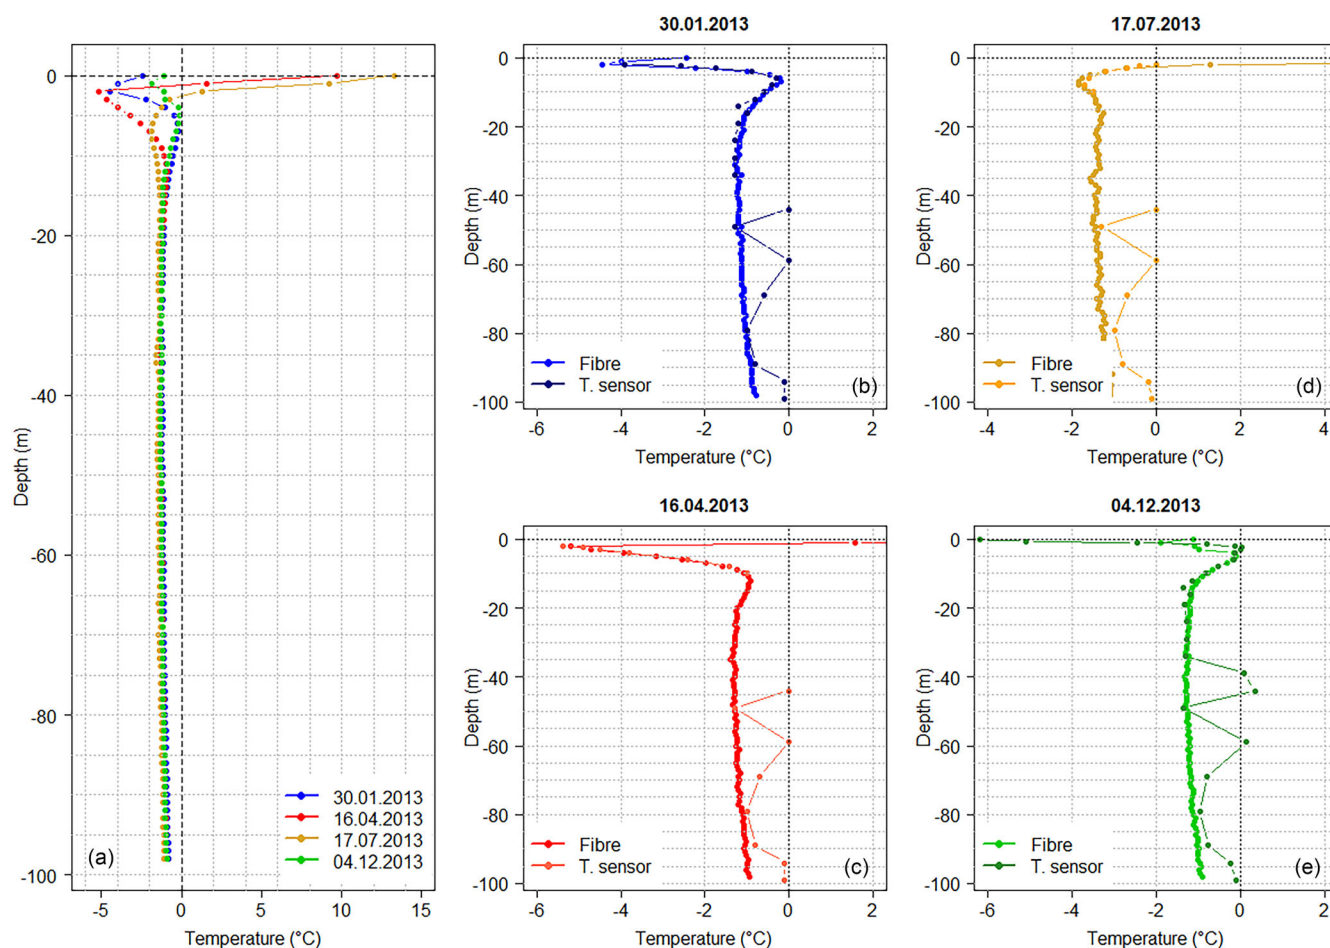 0
-20
-40
-60
-80
-100
Depth (m)
-5 0 5 10 15
Temperature (°C)
30.01.2013
16.04.2013
17.07.2013
04.12.2013
(a)
30.01.2013
0
-20
-40
-60
-80
-100
Depth (m)
Fibre
T. sensor
(b)
-6 -4 -2 0 2
Temperature (°C)
17.07.2013
0
-20
-40
-60
-80
-100
Depth (m)
Fibre
T. sensor
(d)
-4 -2 0 2 4
Temperature (°C)
16.04.2013
0
-20
-40
-60
-80
-100
Depth (m)
Fibre
T. sensor
(c)
-6 -4 -2 0 2
Temperature (°C)
04.12.2013
0
-20
-40
-60
-80
-100
Depth (m)
Fibre
T. sensor
(e)
-6 -4 -2 0 2
Temperature (°C)